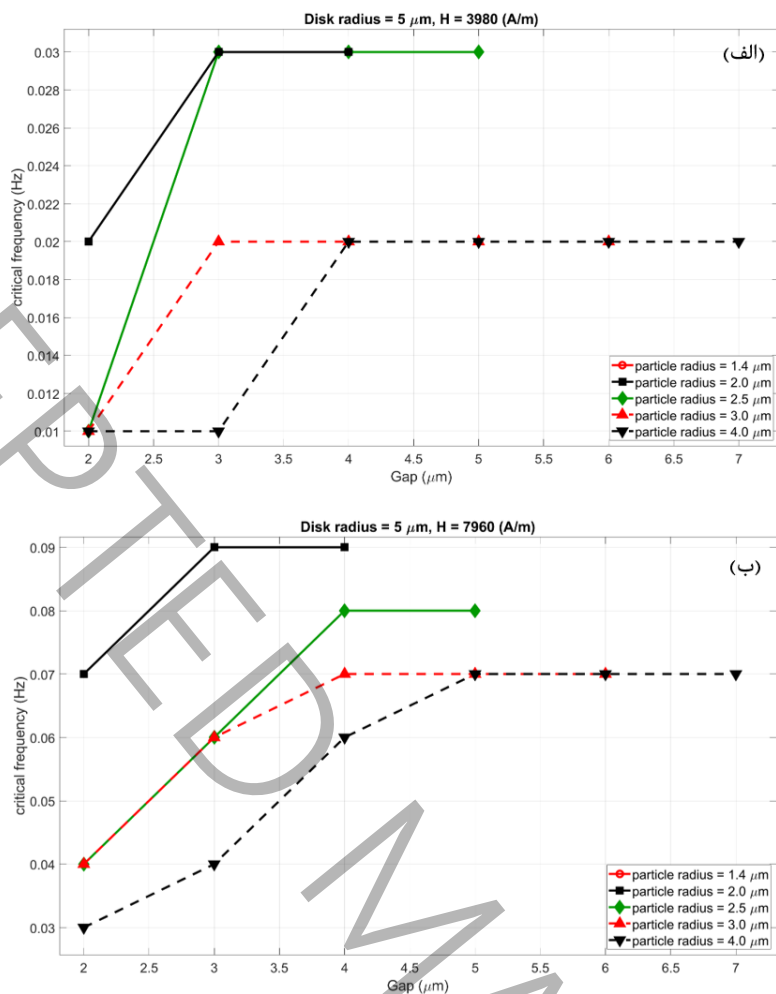 Disk radius = 5 μm, H = 3980 (A/m)
(الف)
0.03
0.028
0.026
0.024
0.022
0.02
0.018
0.016
0.014
0.012
0.01
critical frequency (Hz)
particle radius = 1.4 μm
particle radius = 2.0 μm
particle radius = 2.5 μm
particle radius = 3.0 μm
particle radius = 4.0 μm
2 2.5 3 3.5 4 4.5 5 5.5 6 6.5 7
Gap (μm)
Disk radius = 5 μm, H = 7960 (A/m)
(ب)
0.09
0.08
0.07
0.06
0.05
0.04
0.03
critical frequency (Hz)
particle radius = 1.4 μm
particle radius = 2.0 μm
particle radius = 2.5 μm
particle radius = 3.0 μm
particle radius = 4.0 μm
2 2.5 3 3.5 4 4.5 5 5.5 6 6.5 7
Gap (μm)